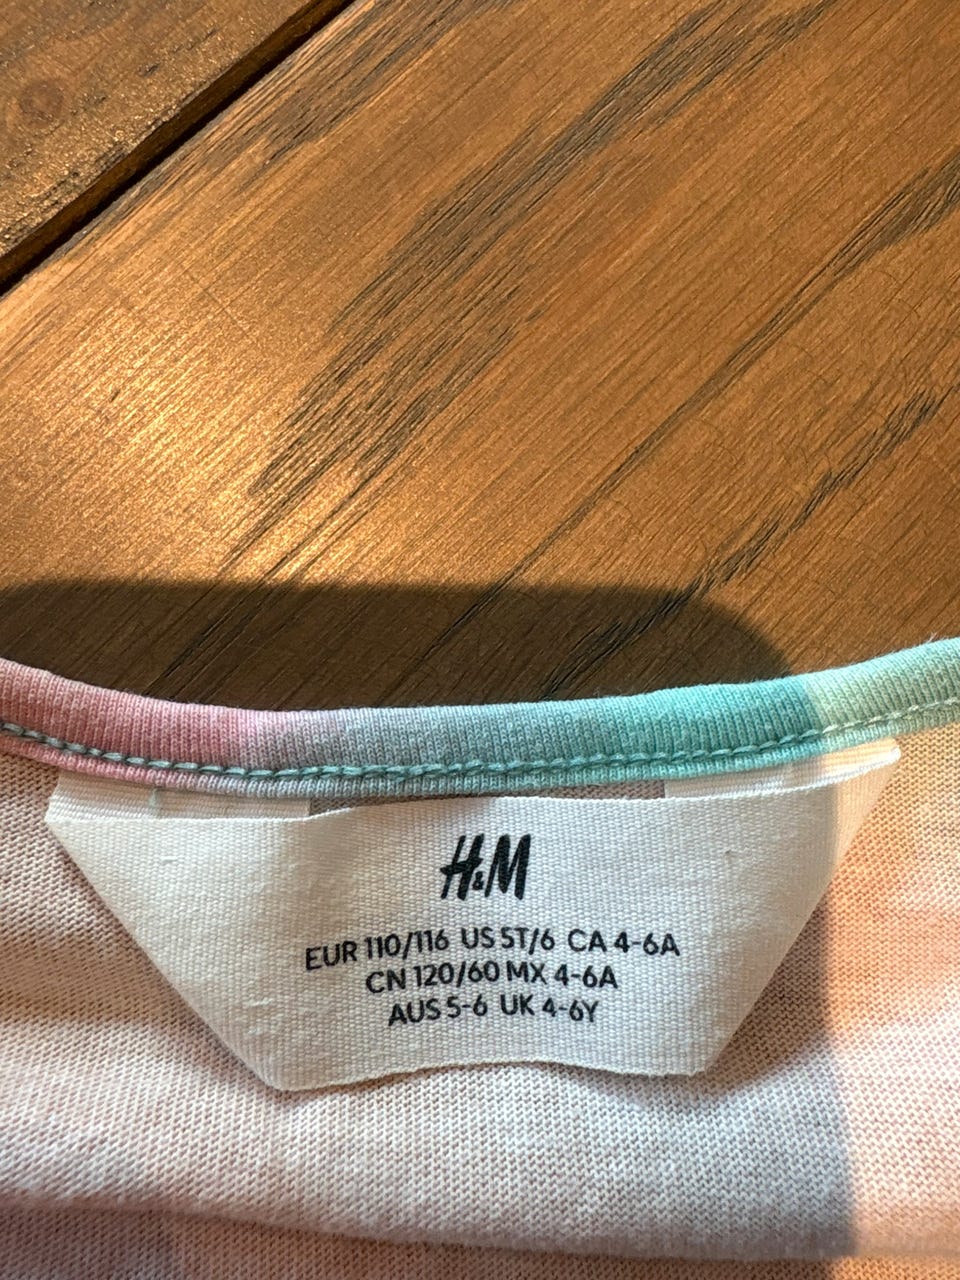 H&M
EUR 110/116 US 5T/6 CA 4-6A
CN 120/60 MX 4-6A
AUS 5-6 UK 4-6Y